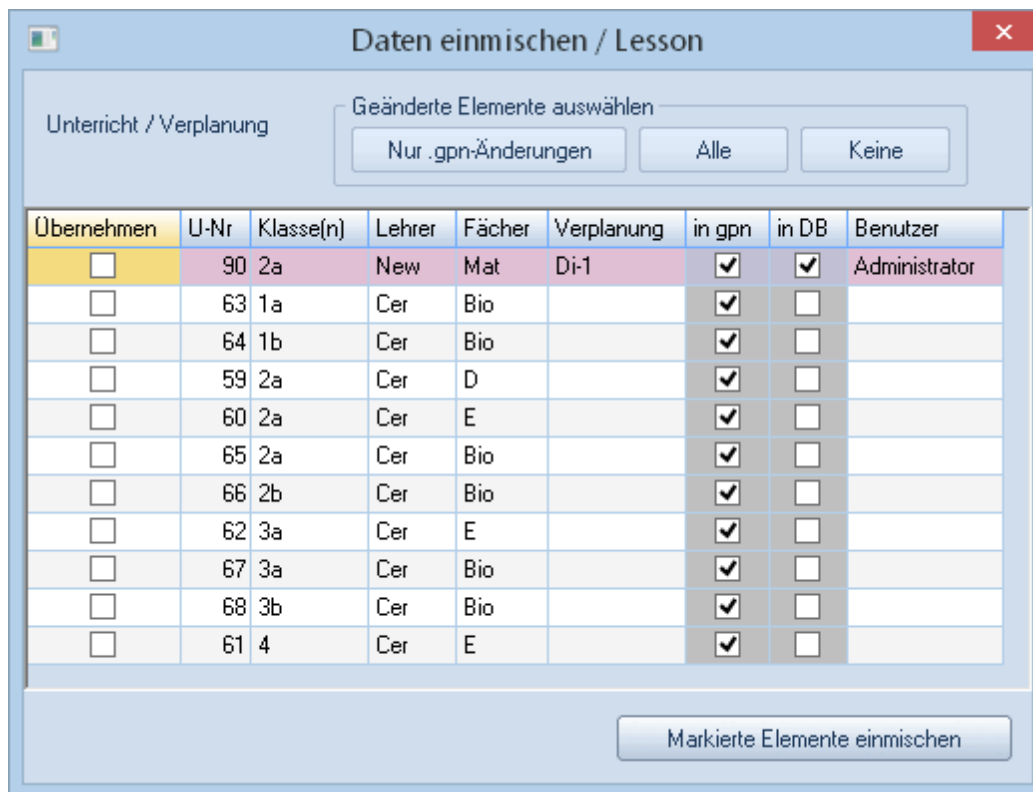 Daten einmischen / Lesson
Unterricht / Verplanung
Geänderte Elemente auswählen
Nur .gpn-Änderungen Alle Keine
Übernehmen U-Nr Klasse(n) Lehrer Fächer Verplanung in gpn in DB Benutzer
90 2a New Mat Di-1 Administrator
63 1a Cer Bio
64 1b Cer Bio
59 2a Cer D
60 2a Cer E
65 2a Cer Bio
66 2b Cer Bio
62 3a Cer E
67 3a Cer Bio
68 3b Cer Bio
61 4 Cer E
Markierte Elemente einmischen